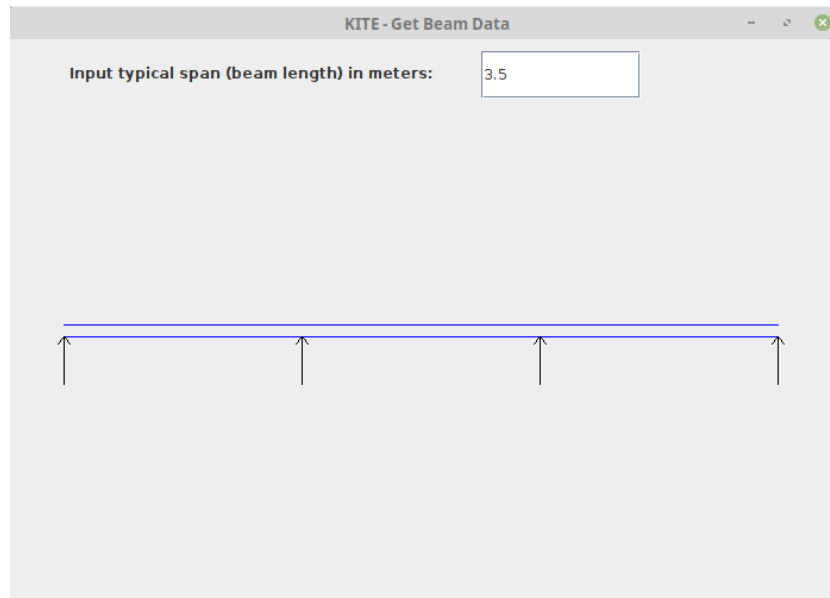 KITE - Get Beam Data
Input typical span (beam length) in meters:
3.5